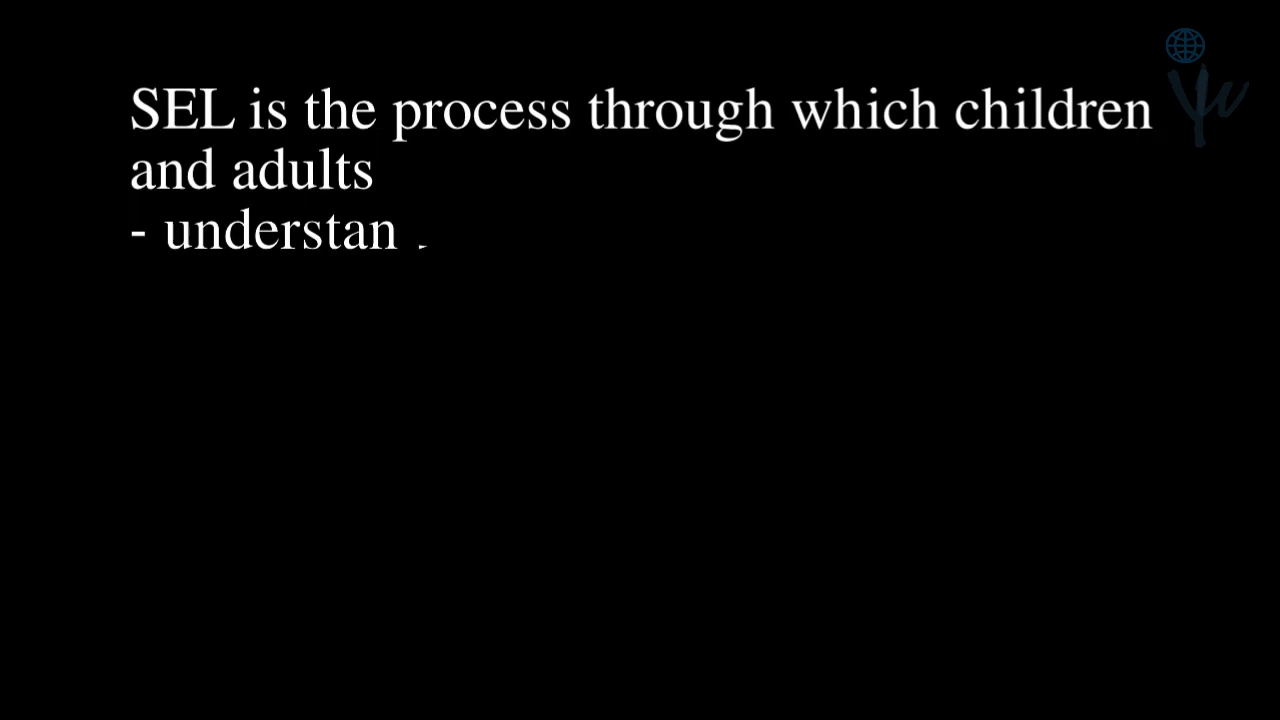 SEL is the process through which children
and adults
- understan